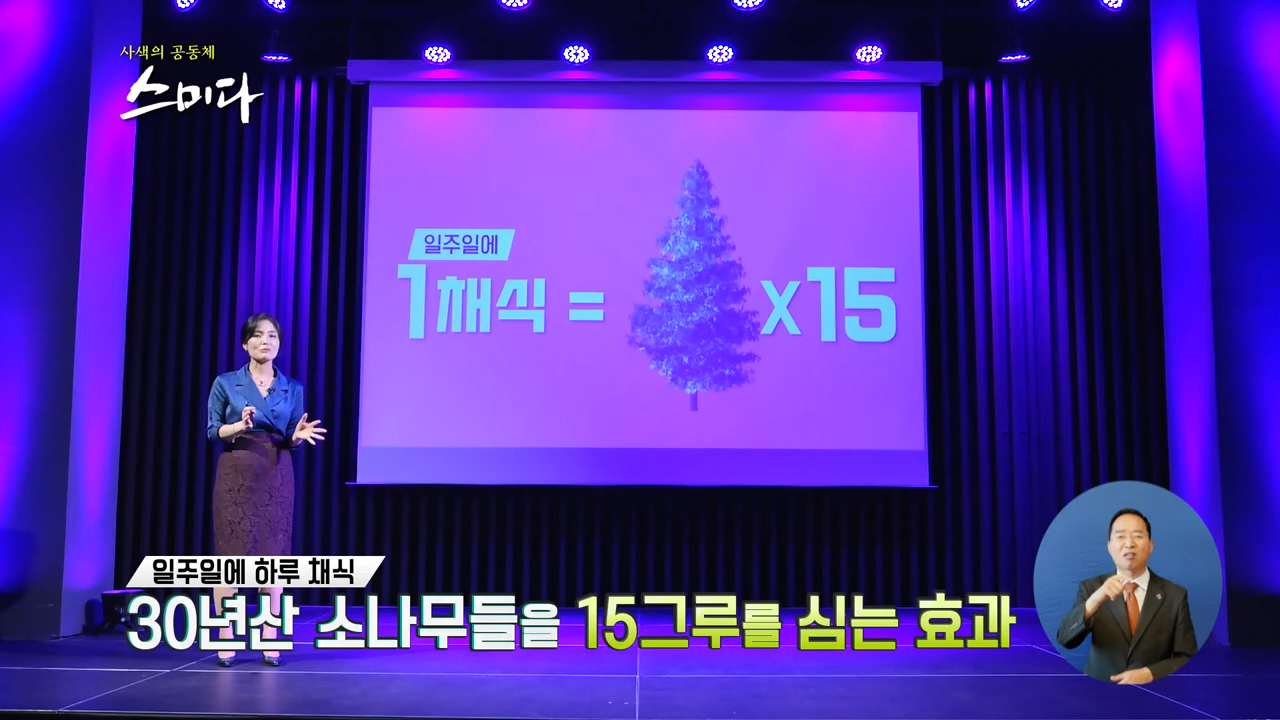 사색의 공동체
스미다
일주일에
1채식 = X15
일주일에 하루 채식
30년산 소나무들을 15그루를 심는 효과